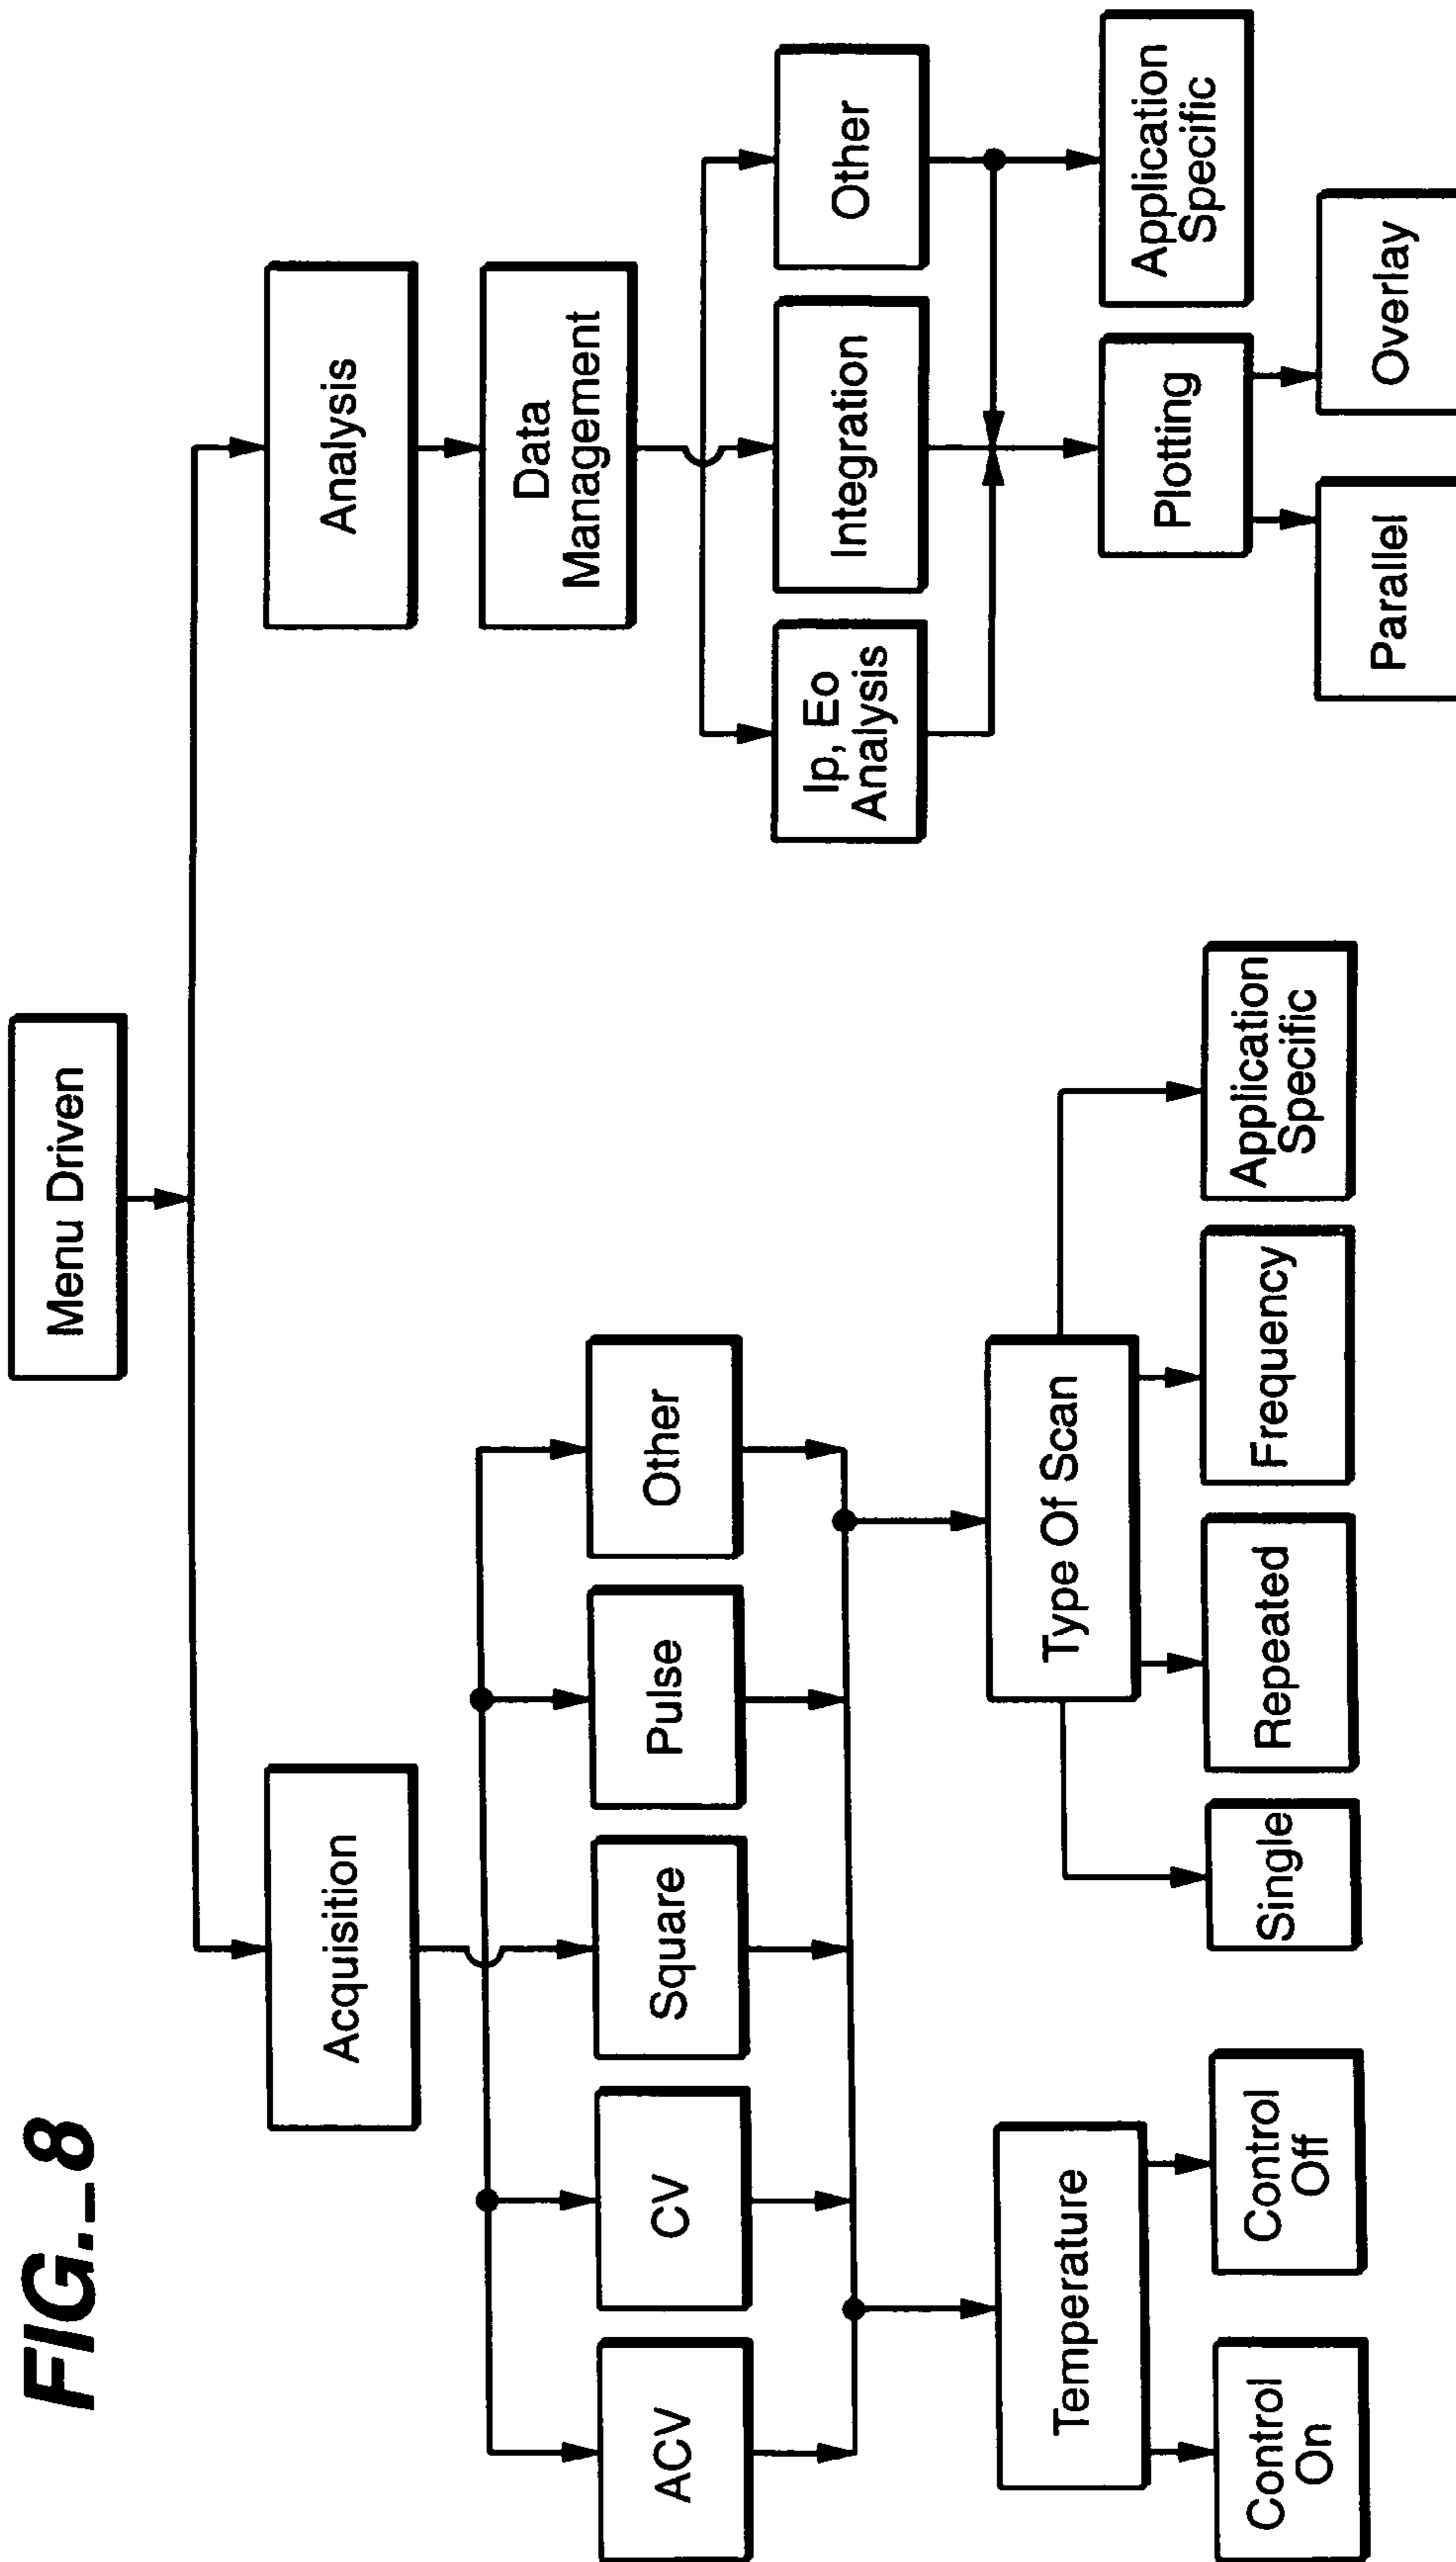 FIG._8
Menu Driven
Acquisition
Analysis
Data
Management
ACV
CV
Square
Pulse
Other
Ip, Eo
Analysis
Integration
Other
Temperature
Type Of Scan
Plotting
Application
Specific
Control
On
Control
Off
Single
Repeated
Frequency
Application
Specific
Parallel
Overlay